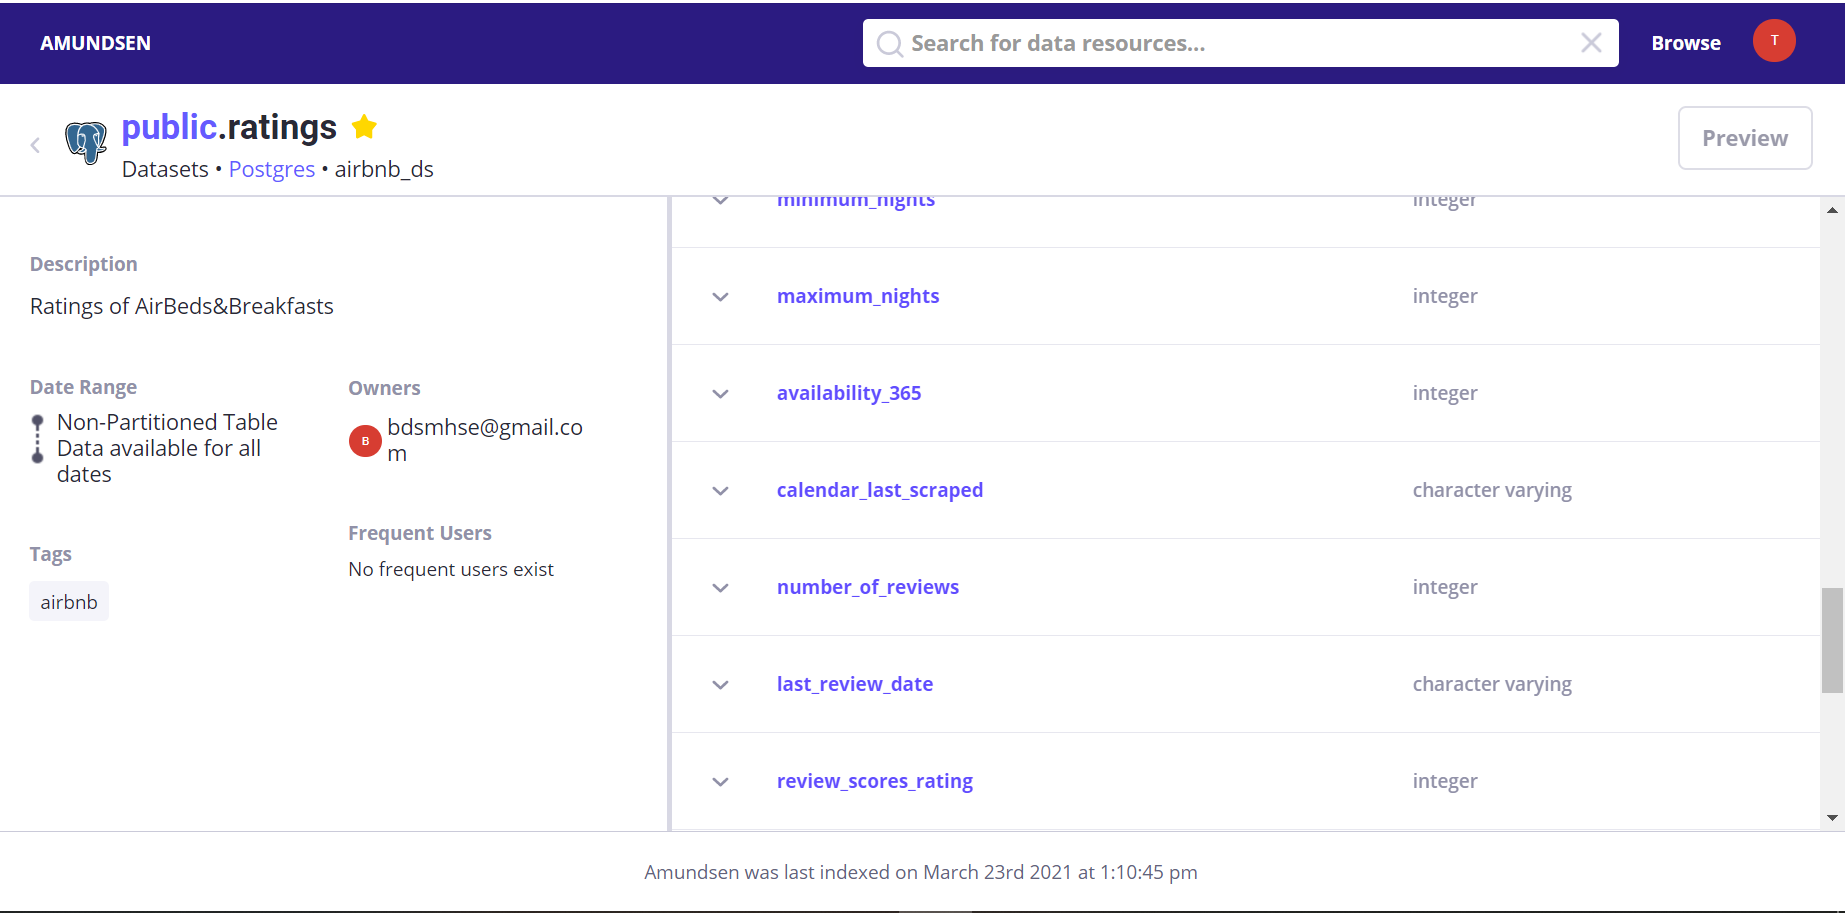 AMUNDSEN
Search for data resources...
Browse
T
public.ratings
Datasets • Postgres • airbnb_ds
Preview
Description
Ratings of AirBeds&Breakfasts
Date Range
Non-Partitioned Table
Data available for all
dates
Owners
B
bdsmhse@gmail.co
m
Tags
airbnb
Frequent Users
No frequent users exist
minimum_nights integer
maximum_nights integer
availability_365 integer
calendar_last_scraped character varying
number_of_reviews integer
last_review_date character varying
review_scores_rating integer
Amundsen was last indexed on March 23rd 2021 at 1:10:45 pm